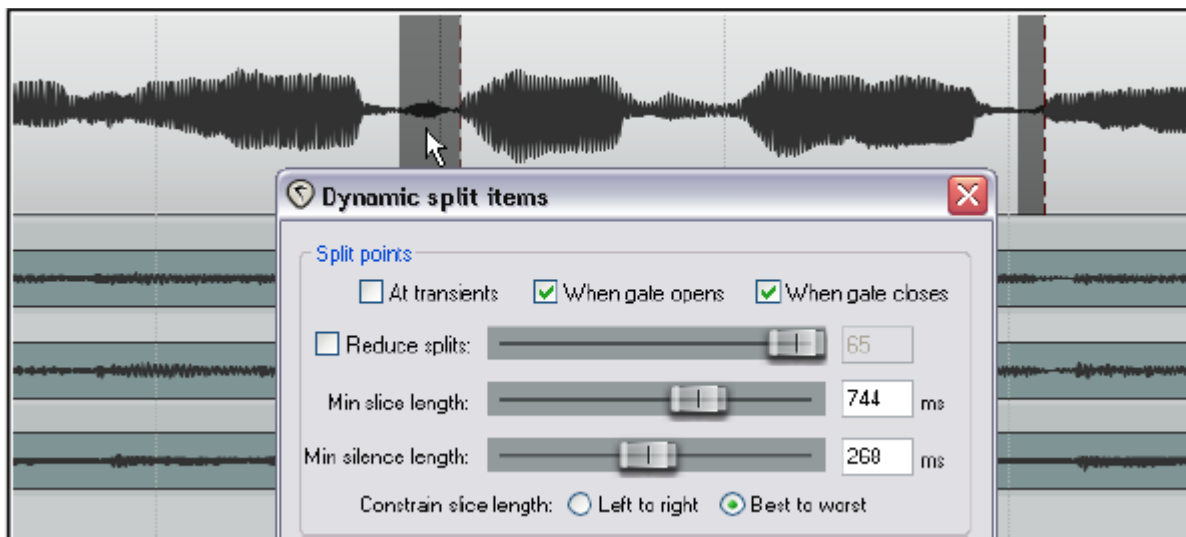 Dynamic split items
Split points
At transients When gate opens When gate closes
Reduce splits: 65
Min slice length: 744 ms
Min silence length: 268 ms
Constrain slice length: Left to right Best to worst